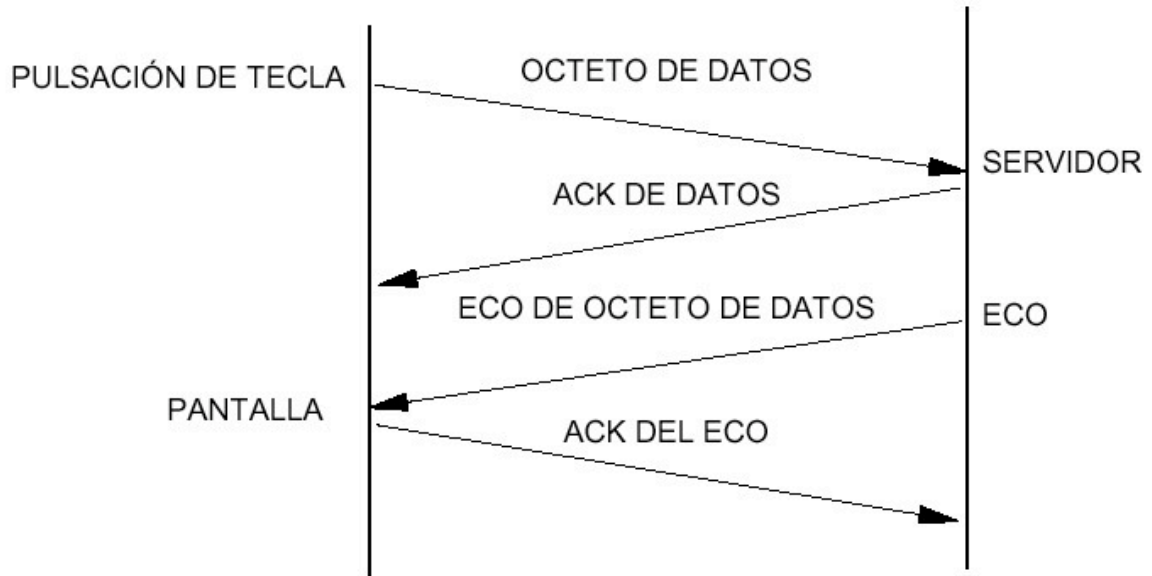 OCTETO DE DATOS
PULSACIÓN DE TECLA
SERVIDOR
ACK DE DATOS
ECO DE OCTETO DE DATOS
ECO
PANTALLA
ACK DEL ECO